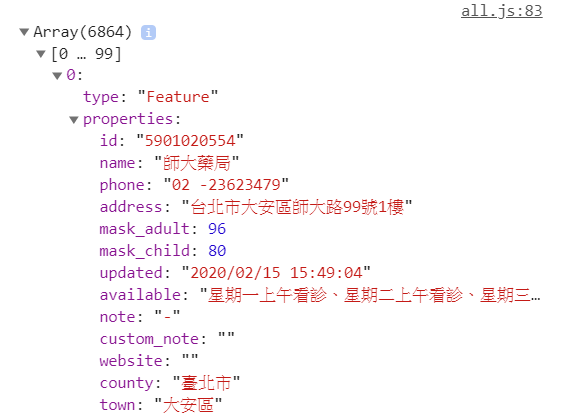 all.js:83
Array(6864) i
[0 … 99]
0:
type: "Feature"
properties:
id: "5901020554"
name: "師大藥局"
phone: "02 -23623479"
address: "台北市大安區師大路99號1樓"
mask_adult: 96
mask_child: 80
updated: "2020/02/15 15:49:04"
available: "星期一上午看診、星期二上午看診、星期三…
note: "-"
custom_note: ""
website: ""
county: "臺北市"
town: "大安區"